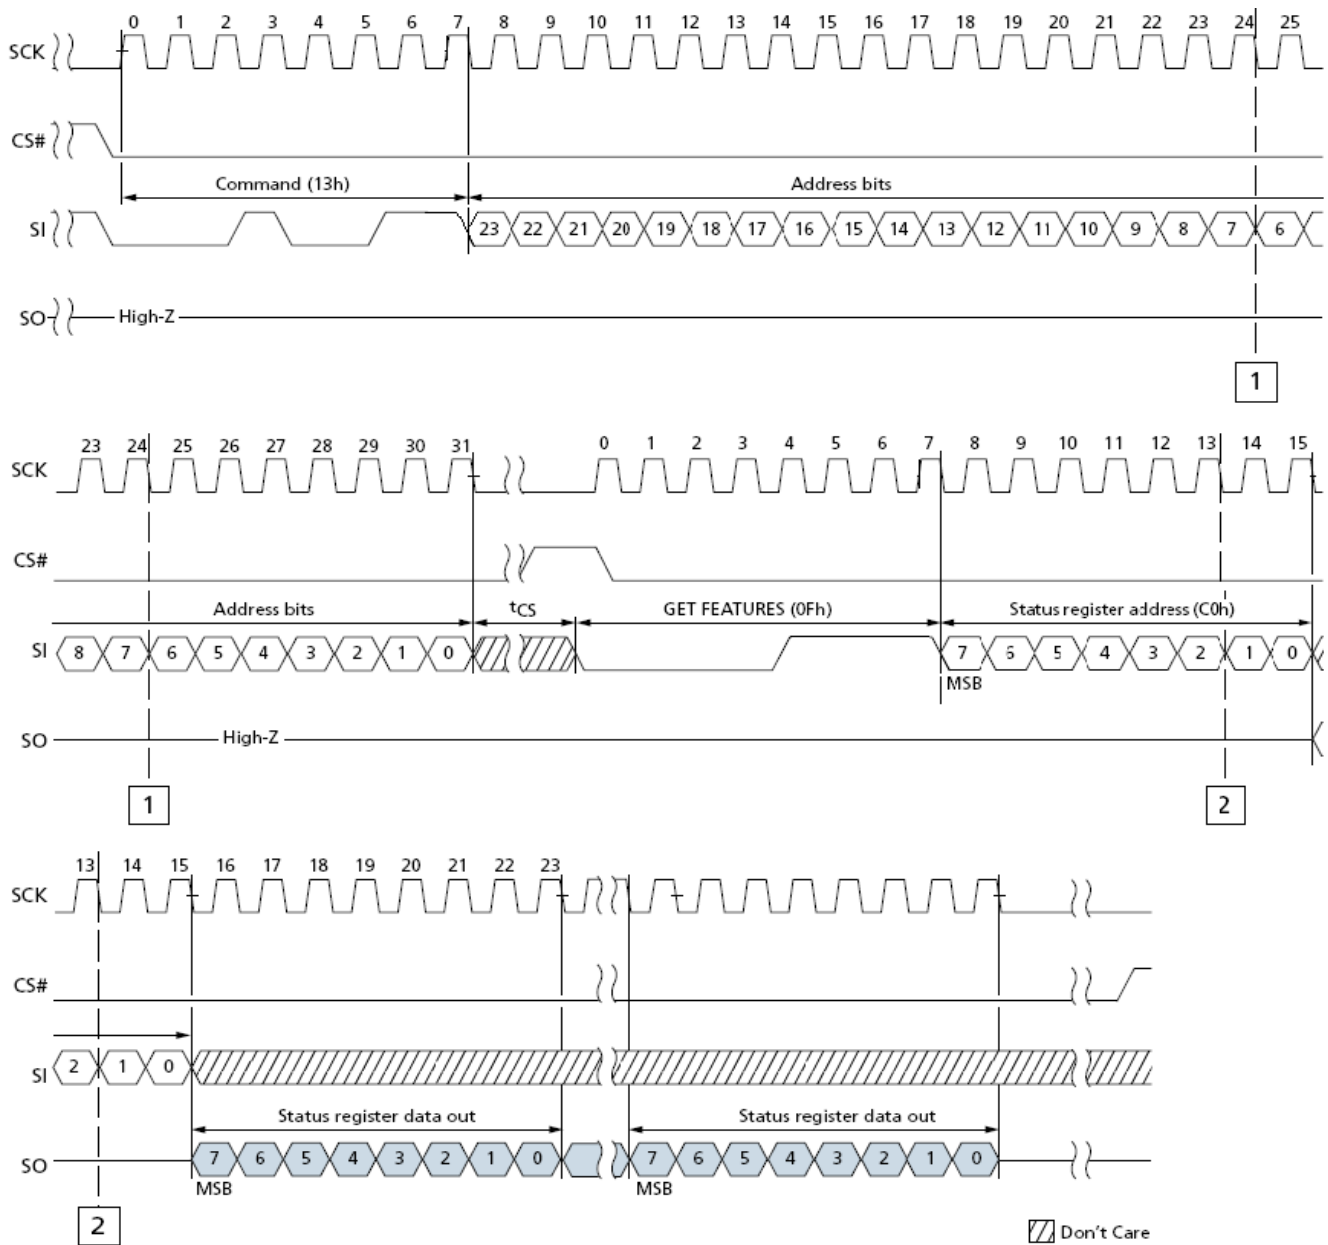 0 1 2 3 4 5 6 7 8 9 10 11 12 13 14 15 16 17 18 19 20 21 22 23 24 25
SCK
CS#
Command (13h) Address bits
SI 23 22 21 20 19 18 17 16 15 14 13 12 11 10 9 8 7 6
SO High-Z
1
23 24 25 26 27 28 29 30 31 0 1 2 3 4 5 6 7 8 9 10 11 12 13 14 15
SCK
CS#
Address bits tCS GET FEATURES (0Fh) Status register address (C0h)
SI 8 7 6 5 4 3 2 1 0 7 6 5 4 3 2 1 0
MSB
SO High-Z
1 2
13 14 15 16 17 18 19 20 21 22 23
SCK
CS#
SI 2 1 0
Status register data out Status register data out
SO 7 6 5 4 3 2 1 0 7 6 5 4 3 2 1 0
MSB MSB
2
Don't Care